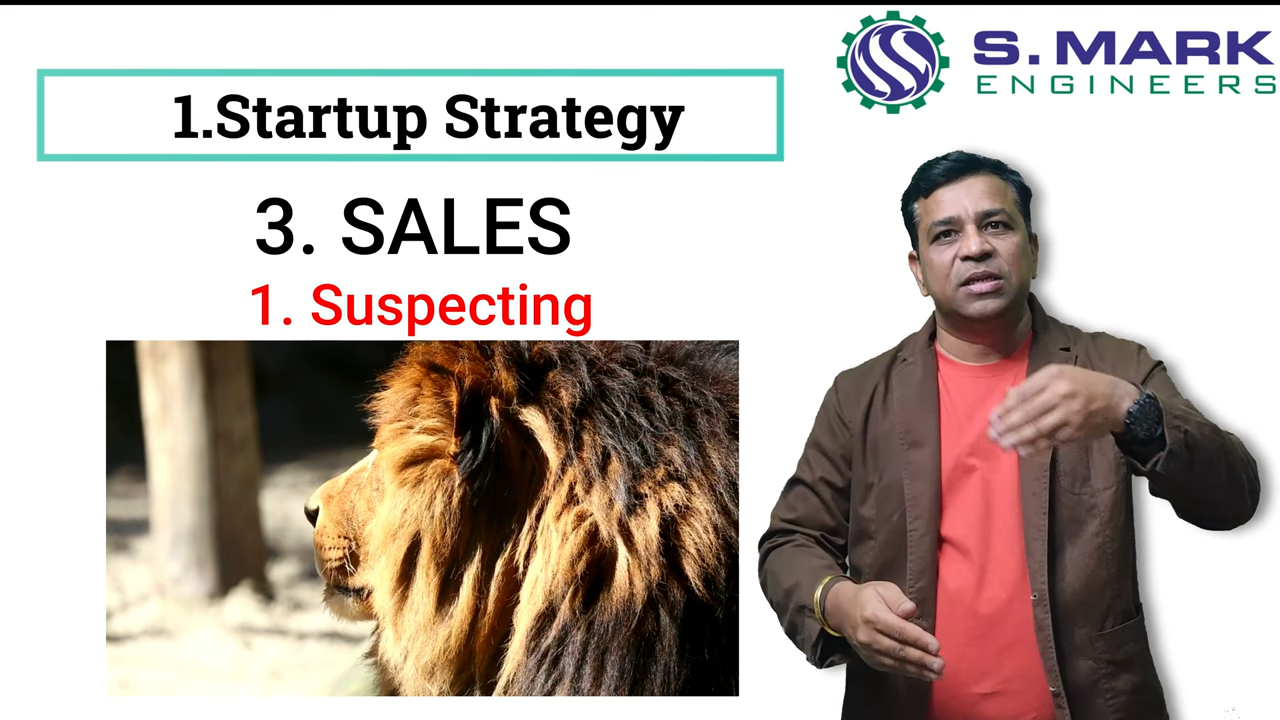 S. MARK
ENGINEERS
1.Startup Strategy
3. SALES
1. Suspecting